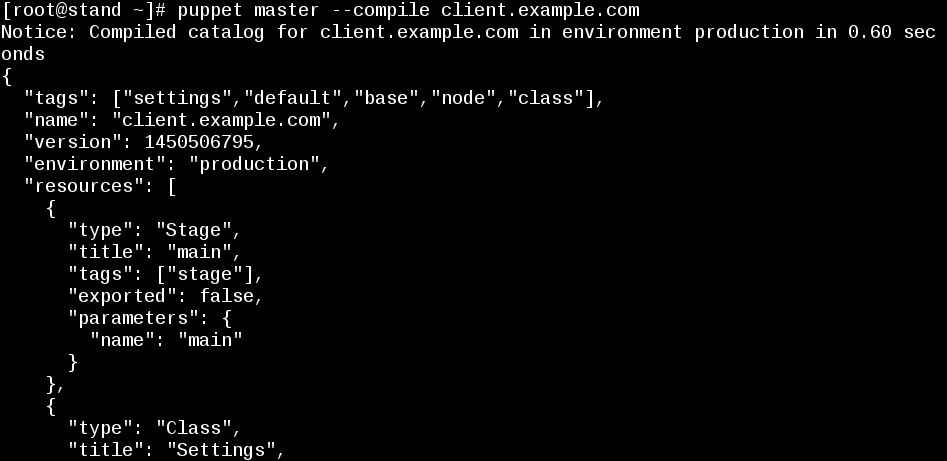 [root@stand ~]# puppet master --compile client.example.com
Notice: Compiled catalog for client.example.com in environment production in 0.60 sec
onds
{
  "tags": ["settings","default","base","node","class"],
  "name": "client.example.com",
  "version": 1450506795,
  "environment": "production",
  "resources": [
    {
      "type": "Stage",
      "title": "main",
      "tags": ["stage"],
      "exported": false,
      "parameters": {
        "name": "main"
      }
    },
    {
      "type": "Class",
      "title": "Settings",